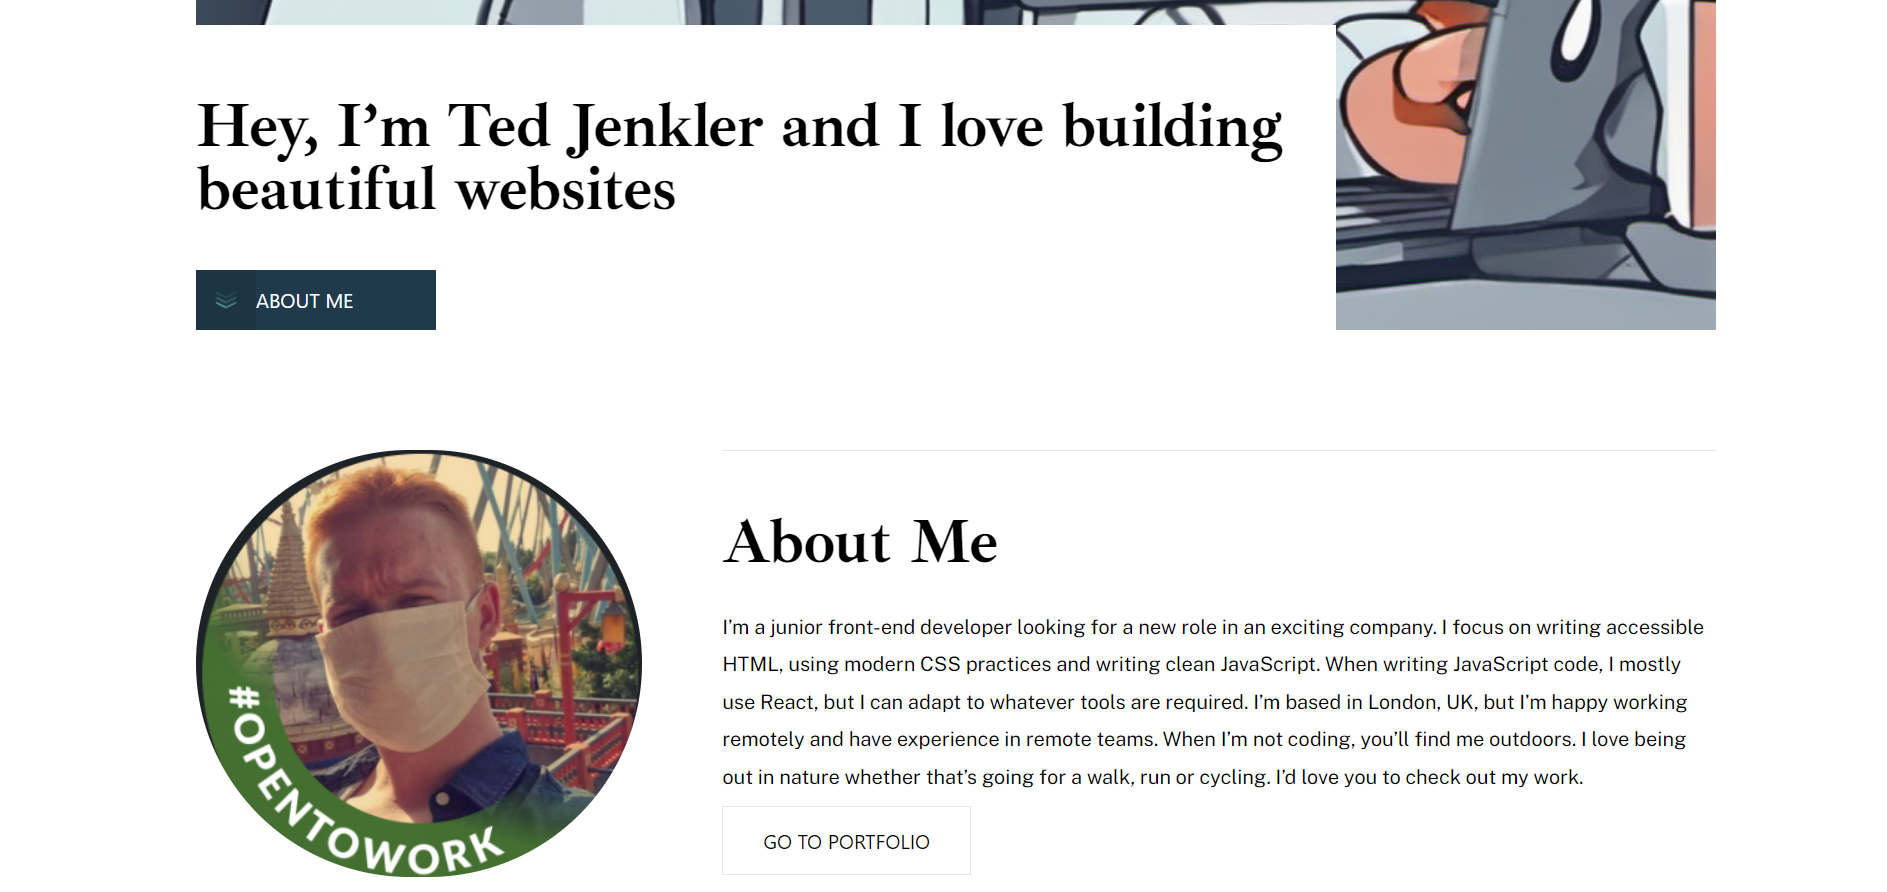 Hey, I’m Ted Jenkler and I love building
beautiful websites
ABOUT ME
#OPENTOWORK
About Me
I’m a junior front-end developer looking for a new role in an exciting company. I focus on writing accessible
HTML, using modern CSS practices and writing clean JavaScript. When writing JavaScript code, I mostly
use React, but I can adapt to whatever tools are required. I’m based in London, UK, but I’m happy working
remotely and have experience in remote teams. When I’m not coding, you’ll find me outdoors. I love being
out in nature whether that’s going for a walk, run or cycling. I’d love you to check out my work.
GO TO PORTFOLIO